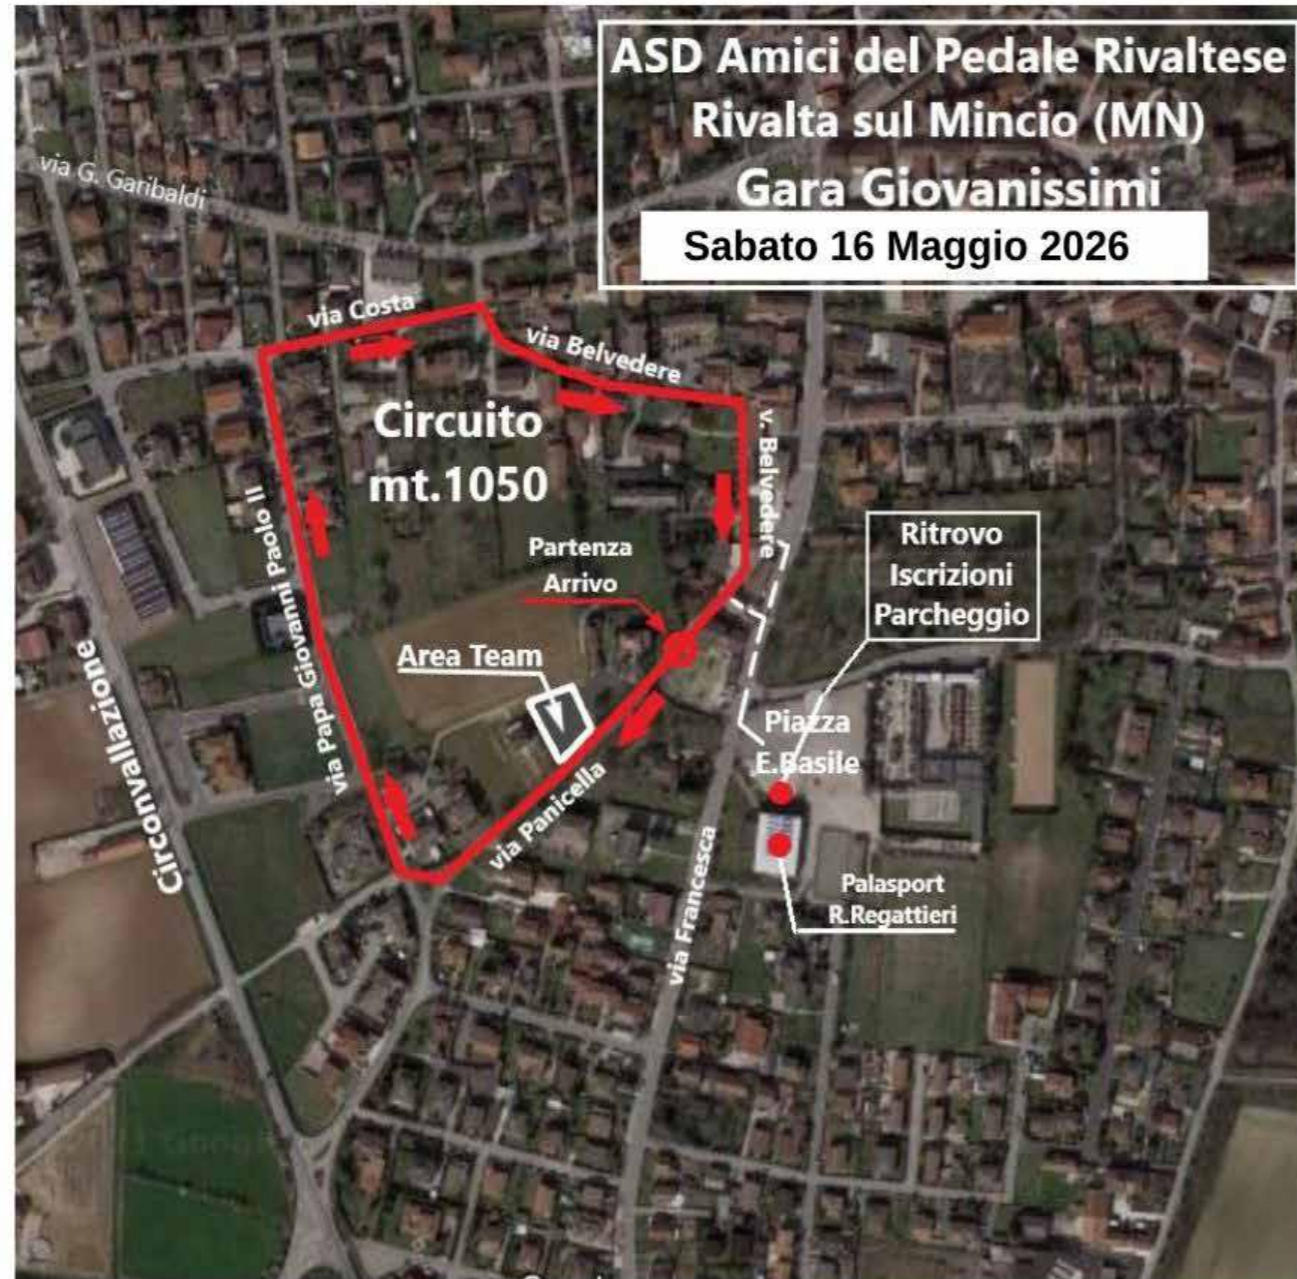 ASD Amici del Pedale Rivaltese
Rivalta sul Mincio (MN)
Gara Giovanissimi
Sabato 16 Maggio 2026
via G. Garibaldi
via Costa
via Belvedere
Circuito
mt.1050
v. Belvedere
Partenza
Arrivo
Ritrovo
Iscrizioni
Parcheggio
via Papa Giovanni Paolo II
Area Team
Circonvallazione
Piazza
E.Basile
via Panicella
via Francesca
Palasport
R.Regattieri